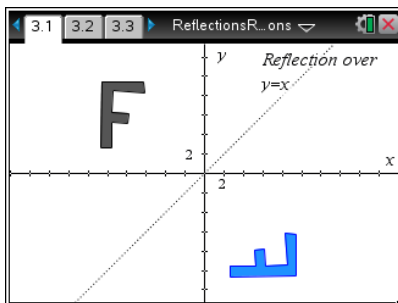 3.1 3.2 3.3 ReflectionsR...ons
y Reflection over
y=x
F
2
x
2
F